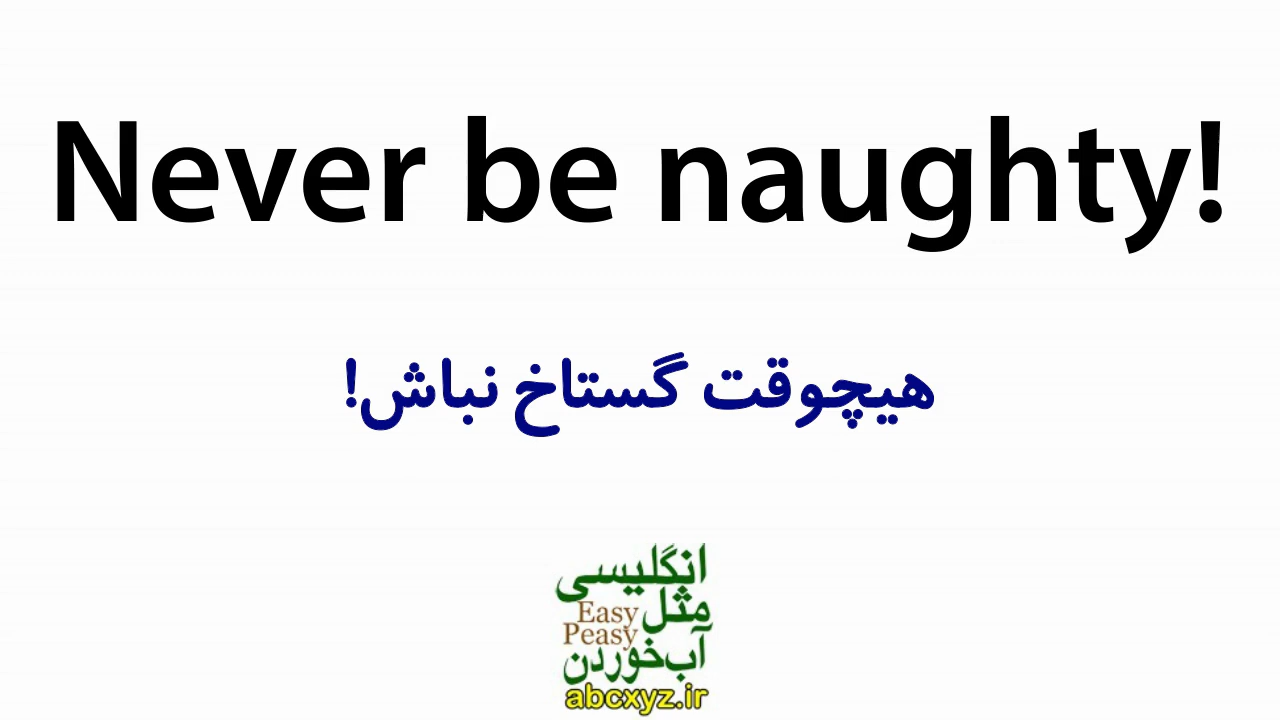 Never be naughty!
هیچوقت گستاخ نباش!
انگلیسی
مثل
Easy
Peasy
آب‌خوردن
abcxyz.ir